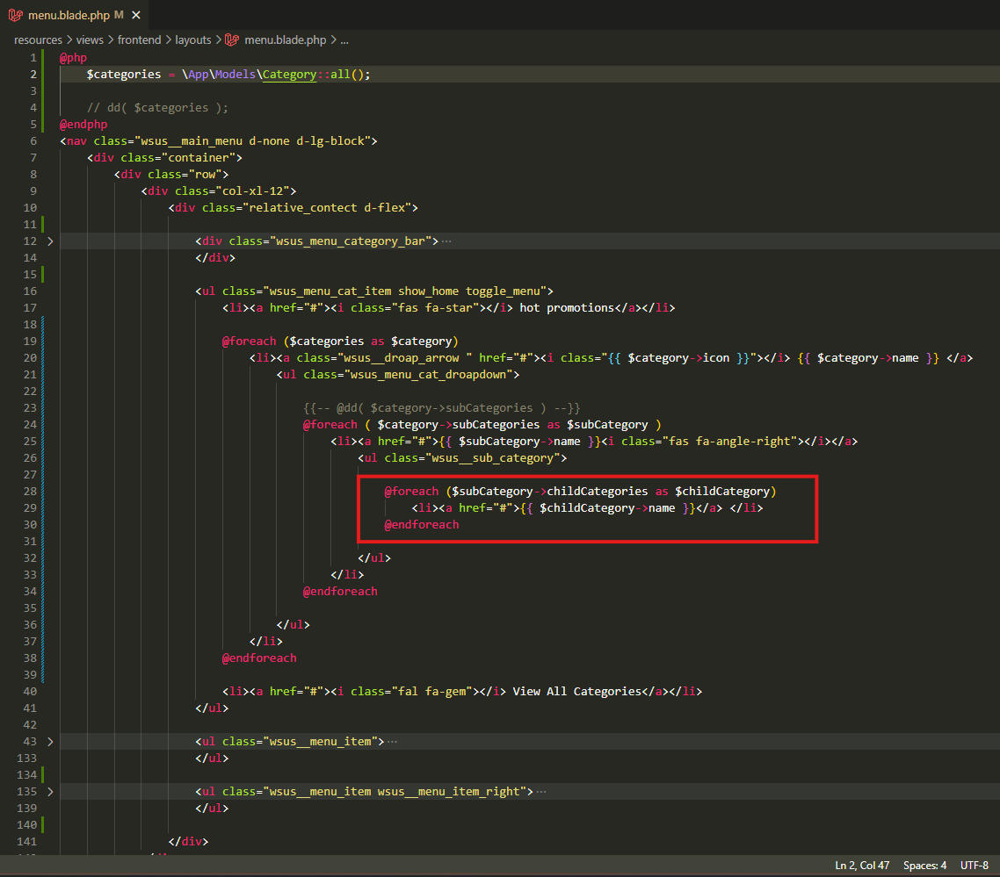 menu.blade.php M ×
resources > views > frontend > layouts > menu.blade.php > ...
1 @php
2 $categories = \App\Models\Category::all();
3
4 // dd( $categories );
5 @endphp
6 <nav class="wsus__main_menu d-none d-lg-block">
7 <div class="container">
8 <div class="row">
9 <div class="col-xl-12">
10 <div class="relative_contect d-flex">
11
12 > <div class="wsus_menu_category_bar"> ...
14 </div>
15
16 <ul class="wsus_menu_cat_item show_home toggle_menu">
17 <li><a href="#"><i class="fas fa-star"></i> hot promotions</a></li>
18
19 @foreach ($categories as $category)
20 <li><a class="wsus__droap_arrow " href="#"><i class="{{ $category->icon }}"></i> {{ $category->name }} </a>
21 <ul class="wsus_menu_cat_droapdown">
22
23 {{-- @dd( $category->subCategories ) --}}
24 @foreach ( $category->subCategories as $subCategory )
25 <li><a href="#">{{ $subCategory->name }}<i class="fas fa-angle-right"></i></a>
26 <ul class="wsus__sub_category">
27
28 @foreach ($subCategory->childCategories as $childCategory)
29 <li><a href="#">{{ $childCategory->name }}</a> </li>
30 @endforeach
31
32 </ul>
33 </li>
34 @endforeach
35
36 </ul>
37 </li>
38 @endforeach
39
40 <li><a href="#"><i class="fal fa-gem"></i> View All Categories</a></li>
41 </ul>
42
43 > <ul class="wsus__menu_item"> ...
133 </ul>
134
135 > <ul class="wsus__menu_item wsus__menu_item_right"> ...
139 </ul>
140
141 </div>
Ln 2, Col 47 Spaces: 4 UTF-8